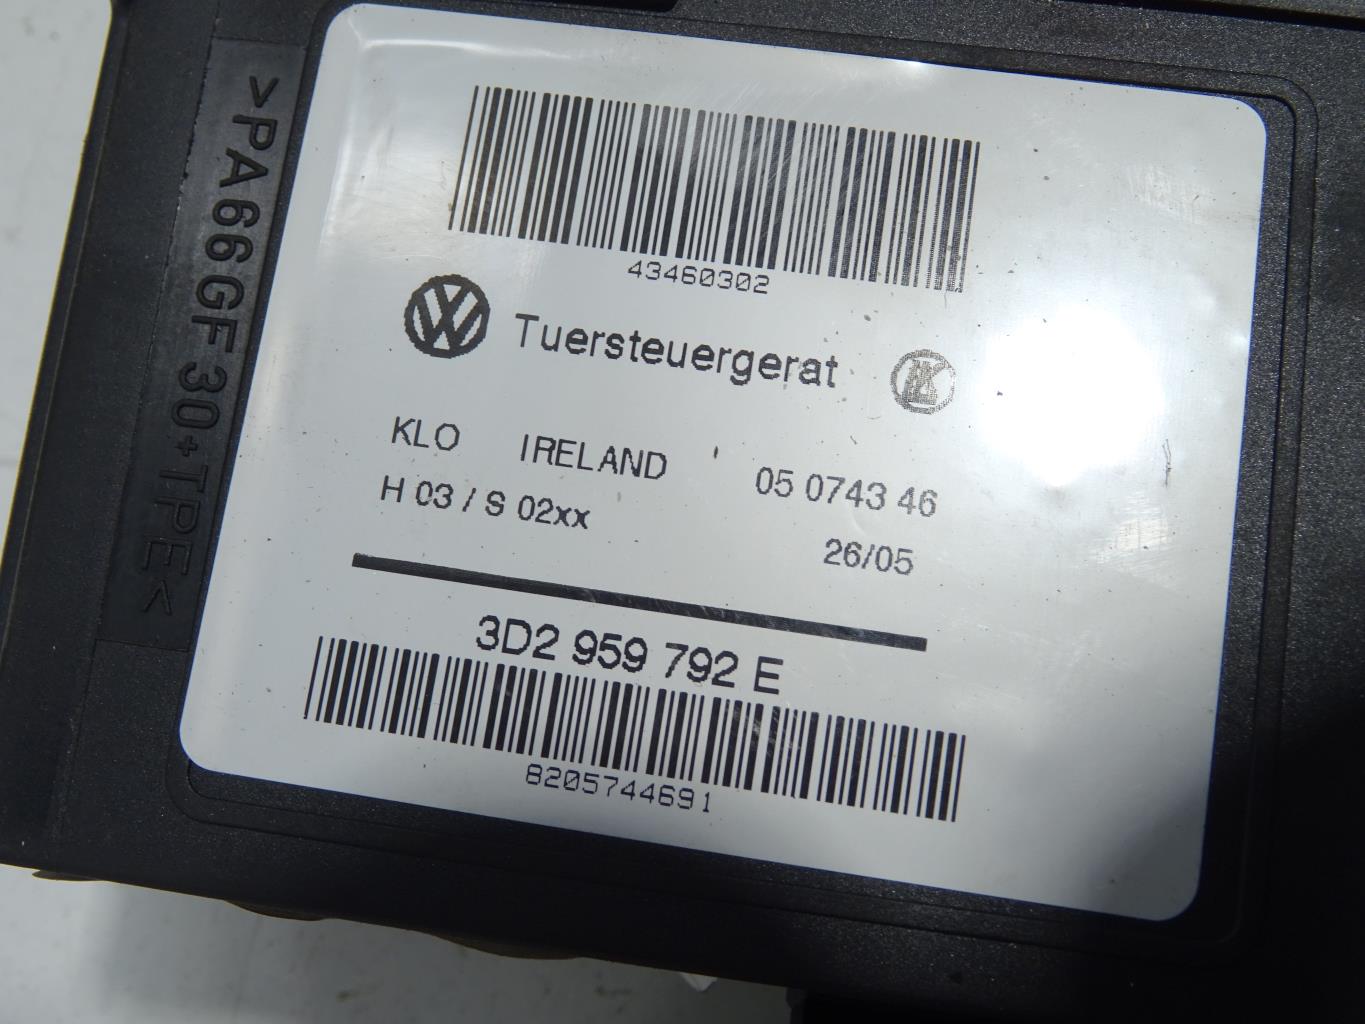 >PA66GF30+TPE<
43460302
Tuersteuergerat
KLO IRELAND 05 0743 46
H 03 / S 02xx 26/05
3D2 959 792 E
8205744691